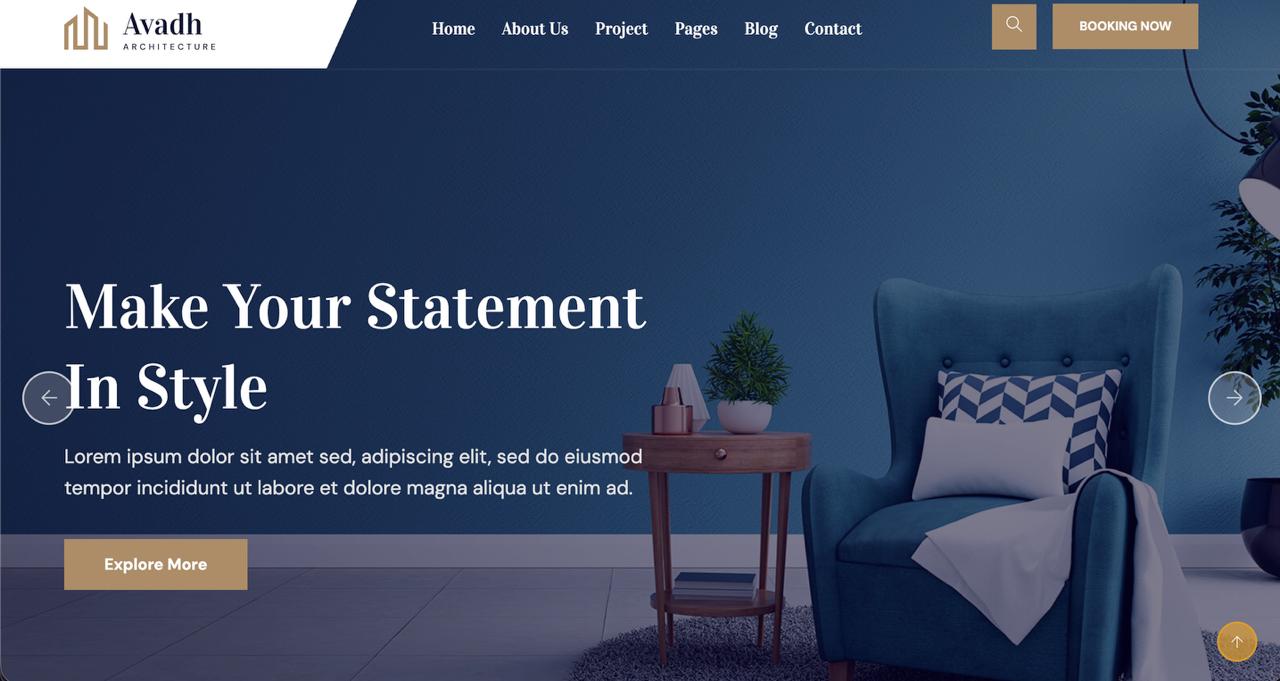 Avadh
ARCHITECTURE
Home About Us Project Pages Blog Contact
BOOKING NOW
Make Your Statement
In Style
Lorem ipsum dolor sit amet sed, adipiscing elit, sed do eiusmod
tempor incididunt ut labore et dolore magna aliqua ut enim ad.
Explore More